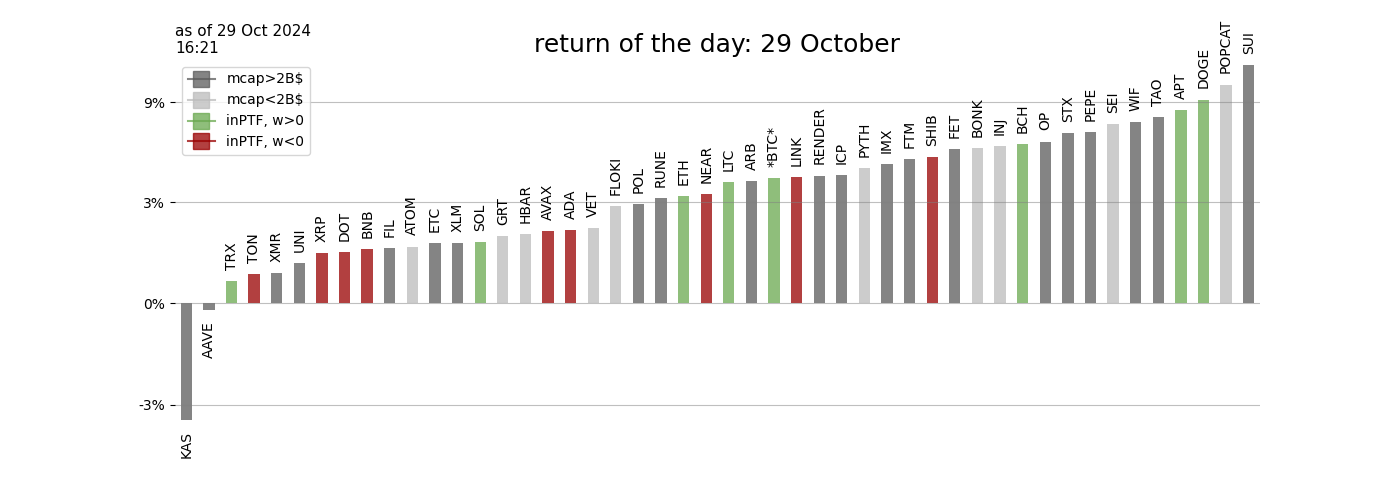 as of 29 Oct 2024
16:21
return of the day: 29 October
mcap>2B$
mcap<2B$
inPTF, w>0
inPTF, w<0
9%
3%
0%
-3%
KAS
AAVE
TRX
TON
XMR
UNI
XRP
DOT
BNB
FIL
ATOM
ETC
XLM
SOL
GRT
HBAR
AVAX
ADA
VET
FLOKI
POL
RUNE
ETH
NEAR
LTC
ARB
*BTC*
LINK
RENDER
ICP
PYTH
IMX
FTM
SHIB
FET
BONK
INJ
BCH
OP
STX
PEPE
SEI
WIF
TAO
APT
DOGE
POPCAT
SUI